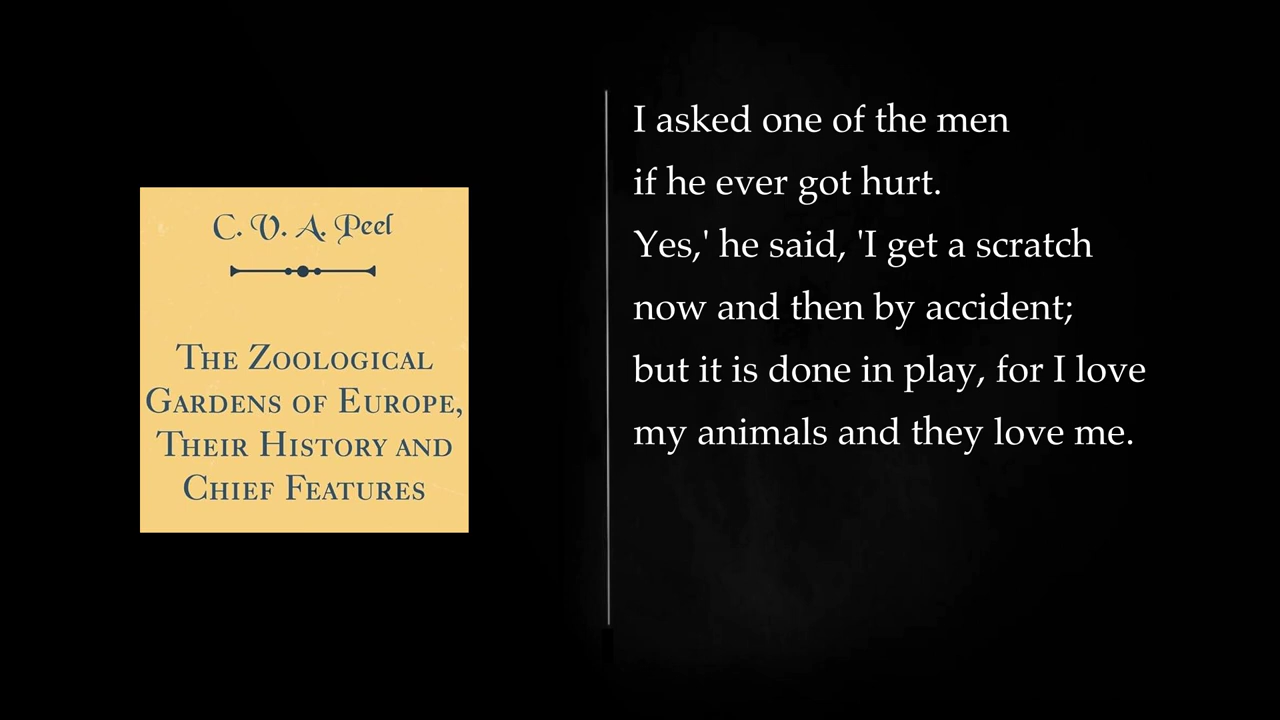 C. V. A. Peel
The Zoological
Gardens of Europe,
Their History and
Chief Features
I asked one of the men
if he ever got hurt.
Yes,' he said, 'I get a scratch
now and then by accident;
but it is done in play, for I love
my animals and they love me.